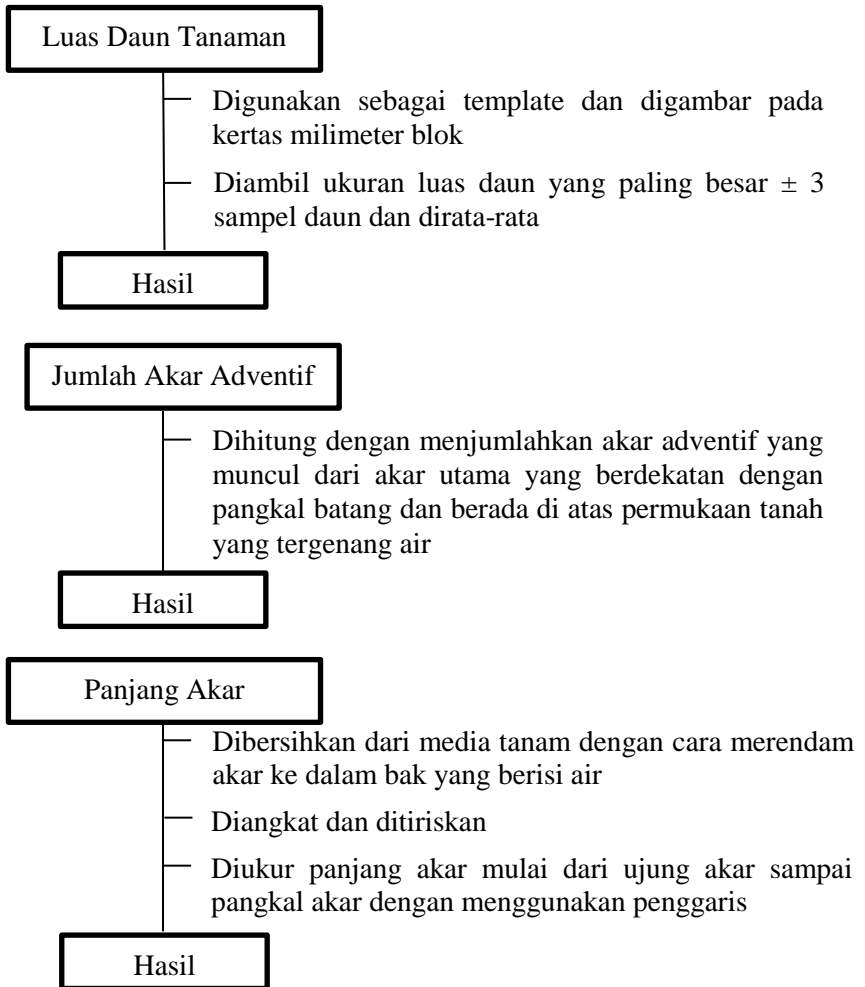 Luas Daun Tanaman
Digunakan sebagai template dan digambar pada
kertas milimeter blok
Diambil ukuran luas daun yang paling besar ± 3
sampel daun dan dirata-rata
Hasil
Jumlah Akar Adventif
Dihitung dengan menjumlahkan akar adventif yang
muncul dari akar utama yang berdekatan dengan
pangkal batang dan berada di atas permukaan tanah
yang tergenang air
Hasil
Panjang Akar
Dibersihkan dari media tanam dengan cara merendam
akar ke dalam bak yang berisi air
Diangkat dan ditiriskan
Diukur panjang akar mulai dari ujung akar sampai
pangkal akar dengan menggunakan penggaris
Hasil